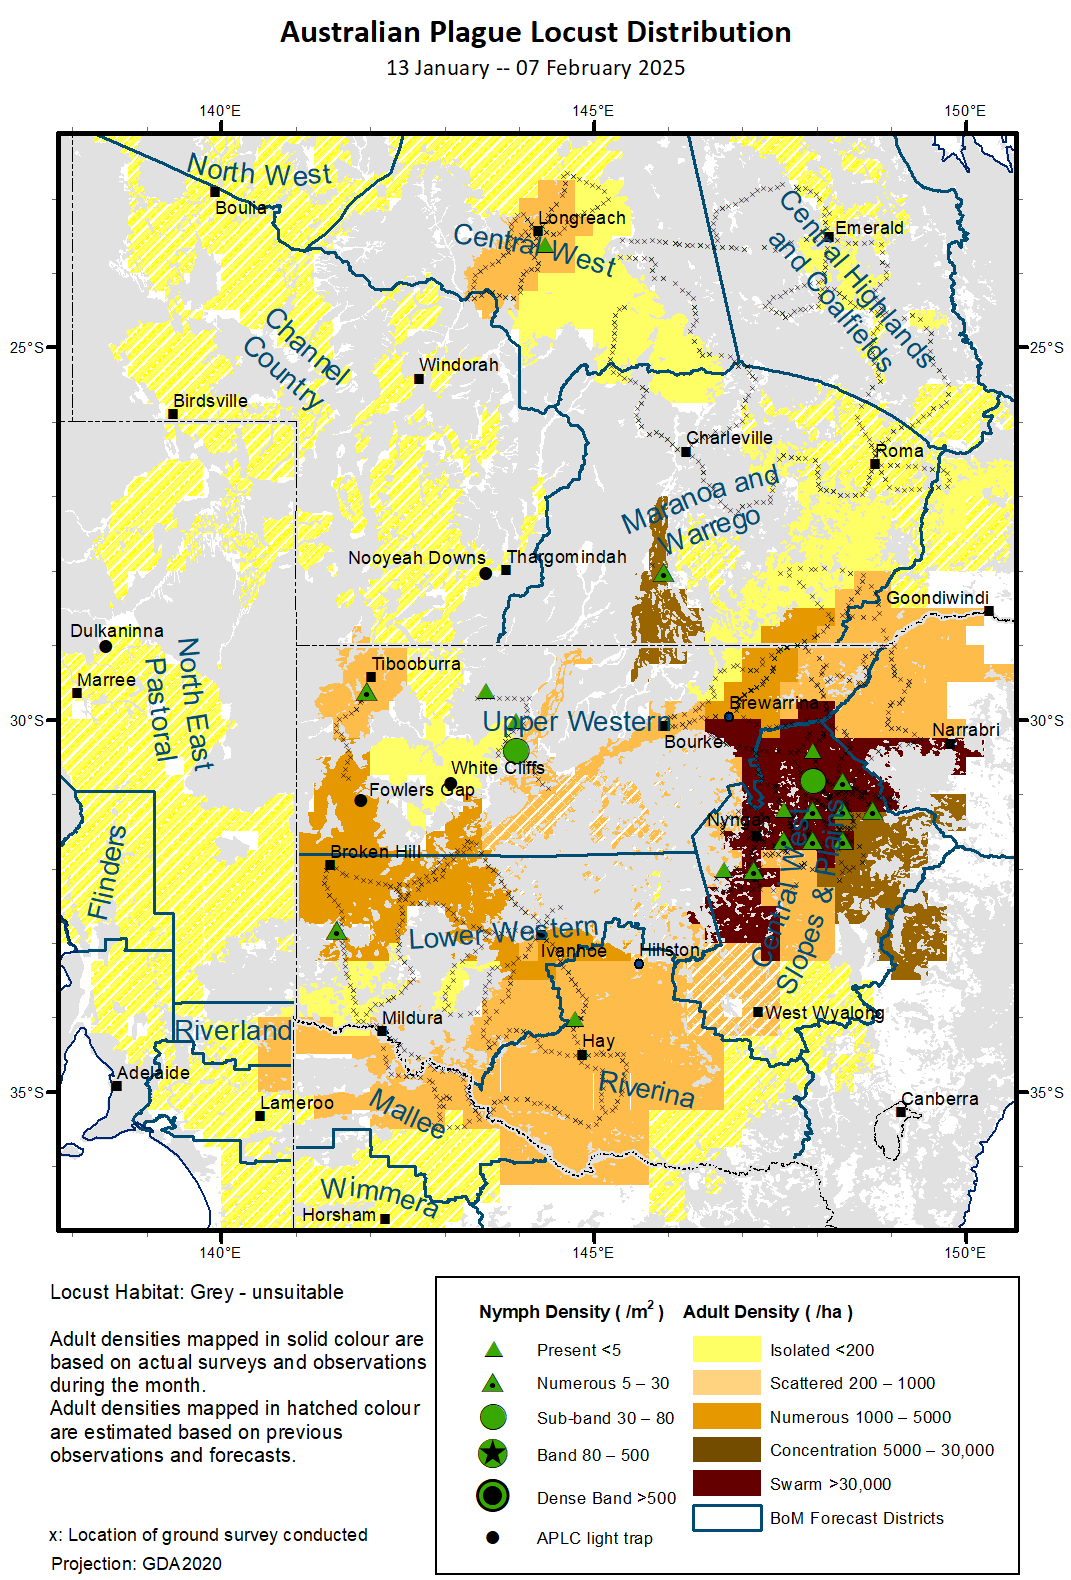 Australian Plague Locust Distribution
13 January -- 07 February 2025
140°E
145°E
150°E
North West
Boulia
Longreach
Central West
Emerald
Central Highlands
and Coalfields
25°S
25°S
Channel
Country
Windorah
Birdsville
Charleville
Roma
Maranoa and
Warrego
Nooyeah Downs
Thargomindah
Goondiwindi
Dulkaninna
Marree
North East
Pastoral
Tibooburra
30°S
30°S
Upper Western
Brewarrina
Bourke
Narrabri
White Cliffs
Fowlers Gap
Nyngan
Flinders
Broken Hill
Central West
Slopes & Plains
Lower Western
Ivanhoe
Hillston
Riverland
Mildura
West Wyalong
Hay
Adelaide
35°S
35°S
Riverina
Lameroo
Mallee
Canberra
Wimmera
Horsham
140°E
145°E
150°E
Locust Habitat: Grey - unsuitable
Adult densities mapped in solid colour are
based on actual surveys and observations
during the month.
Adult densities mapped in hatched colour
are estimated based on previous
observations and forecasts.
x: Location of ground survey conducted
Projection: GDA2020
Nymph Density ( /m2 )
Present <5
Numerous 5 – 30
Sub-band 30 – 80
Band 80 – 500
Dense Band >500
APLC light trap
Adult Density ( /ha )
Isolated <200
Scattered 200 – 1000
Numerous 1000 – 5000
Concentration 5000 – 30,000
Swarm >30,000
BoM Forecast Districts